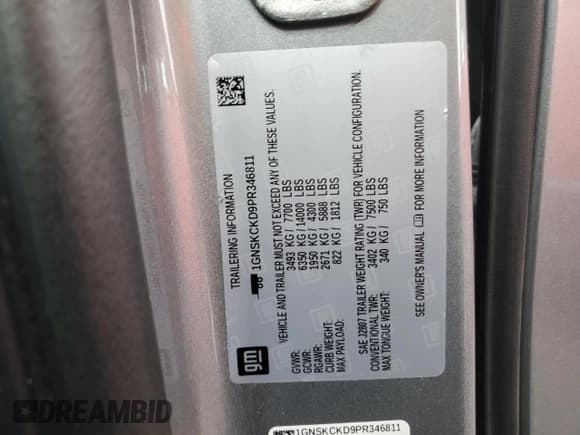 TRAILERING INFORMATION
1GNSKCKD9PR346811
VEHICLE AND TRAILER MUST NOT EXCEED ANY OF THESE VALUES.
GVWR: 3493 KG / 7700 LBS
GCWR: 6350 KG / 14000 LBS
RGAWR: 1950 KG / 4300 LBS
CURB WEIGHT: 2671 KG / 5888 LBS
MAX PAYLOAD: 822 KG / 1812 LBS
SAE J2807 TRAILER WEIGHT RATING (TWR) FOR VEHICLE CONFIGURATION.
CONVENTIONAL TWR: 3402 KG / 7500 LBS
MAX TONGUE WEIGHT: 340 KG / 750 LBS
SEE OWNER'S MANUAL FOR MORE INFORMATION
gm
1GNSKCKD9PR346811
DREAMBID